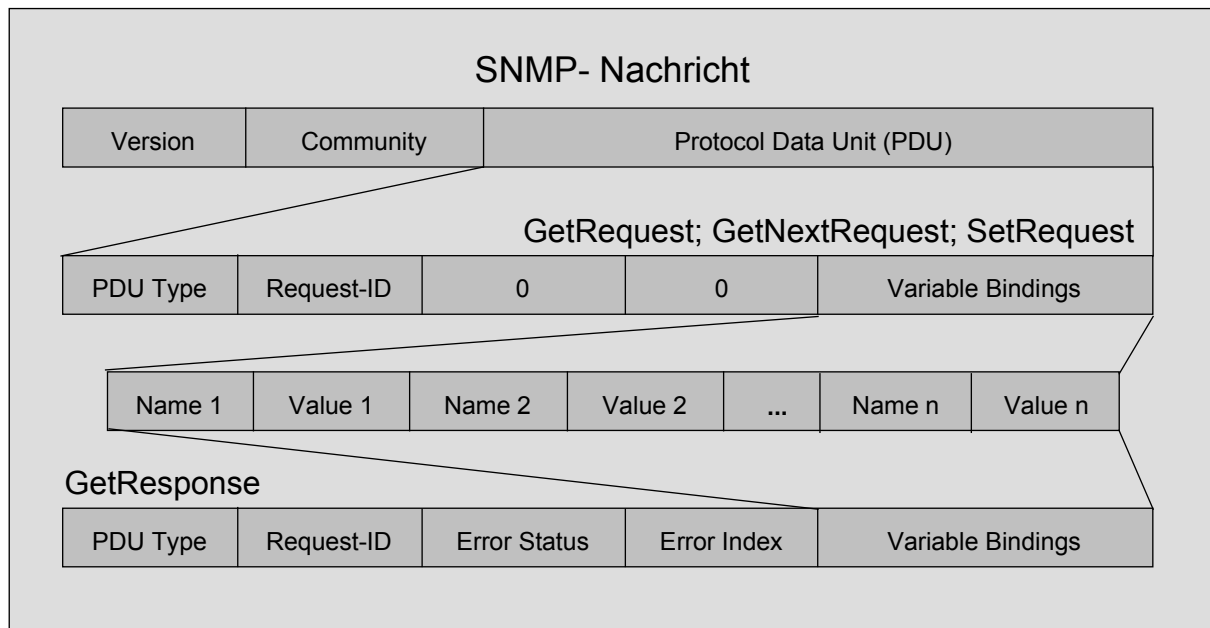 SNMP- Nachricht
Version Community Protocol Data Unit (PDU)
GetRequest; GetNextRequest; SetRequest
PDU Type Request-ID 0 0 Variable Bindings
Name 1 Value 1 Name 2 Value 2 ... Name n Value n
GetResponse
PDU Type Request-ID Error Status Error Index Variable Bindings